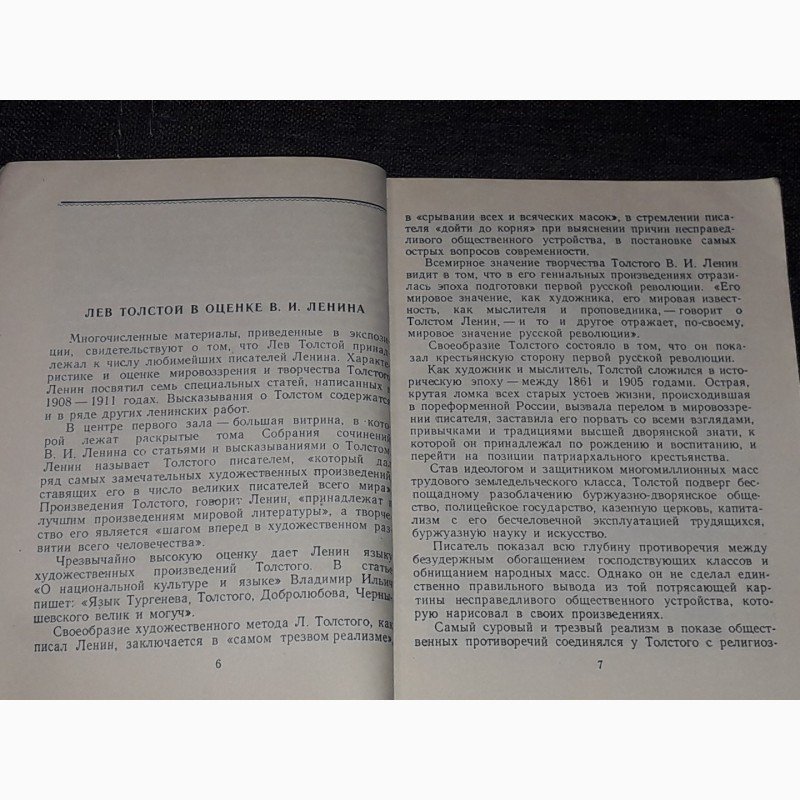 ЛЕВ ТОЛСТОЙ В ОЦЕНКЕ В. И. ЛЕНИНА
Многочисленные материалы, приведенные в экспози-
ции, свидетельствуют о том, что Лев Толстой принад-
лежал к числу любимейших писателей Ленина. Характе-
ристике и оценке мировоззрения и творчества Толстого
Ленин посвятил семь специальных статей, написанных в
1908—1911 годах. Высказывания о Толстом содержатся
и в ряде других ленинских работ.
В центре первого зала — большая витрина, в кото-
рой лежат раскрытые тома Собрания сочинений
В. И. Ленина со статьями и высказываниями о Толстом
Ленин называет Толстого писателем, «который дал
ряд самых замечательных художественных произведений
ставящих его в число великих писателей всего мира»
Произведения Толстого, говорит Ленин, «принадлежат к
лучшим произведениям мировой литературы», а творче
ство его является «шагом вперед в художественном раз
витии всего человечества».
Чрезвычайно высокую оценку дает Ленин языку
художественных произведений Толстого. В статье
«О национальной культуре и языке» Владимир Ильич
пишет: «Язык Тургенева, Толстого, Добролюбова, Черны
шевского велик и могуч».
Своеобразие художественного метода Л. Толстого, как
писал Ленин, заключается в «самом трезвом реализме»,
6
в «срывании всех и всяческих масок», в стремлении писа-
теля «дойти до корня» при выяснении причин несправед-
ливого общественного устройства, в постановке самых
острых вопросов современности.
Всемирное значение творчества Толстого В. И. Ленин
видит в том, что в его гениальных произведениях отрази-
лась эпоха подготовки первой русской революции. «Его
мировое значение, как художника, его мировая извест-
ность, как мыслителя и проповедника, — говорит о
Толстом Ленин, — и то и другое отражает, по-своему,
мировое значение русской революции».
Своеобразие Толстого состояло в том, что он пока-
зал крестьянскую сторону первой русской революции.
Как художник и мыслитель, Толстой сложился в ис-
торическую эпоху — между 1861 и 1905 годами. Острая,
крутая ломка всех старых устоев жизни, происходившая
в пореформенной России, вызвала перелом в мировоззре-
нии писателя, заставила его порвать со всеми взглядами,
привычками и традициями высшей дворянской знати, к
которой он принадлежал по рождению и воспитанию, и
перейти на позиции патриархального крестьянства.
Став идеологом и защитником многомиллионных масс
трудового земледельческого класса, Толстой подверг бес-
пощадному разоблачению буржуазно-дворянское обще
ство, полицейское государство, казенную церковь, капита-
лизм с его бесчеловечной эксплуатацией трудящихся,
буржуазную науку и искусство.
Писатель показал всю глубину противоречия между
безудержным обогащением господствующих классов и
обнищанием народных масс. Однако он не сделал един-
ственно правильного вывода из той потрясающей кар-
тины несправедливого общественного устройства, кото-
рую нарисовал в своих произведениях.
Самый суровый и трезвый реализм в показе общест-
венных противоречий соединялся у Толстого с религиоз-
7